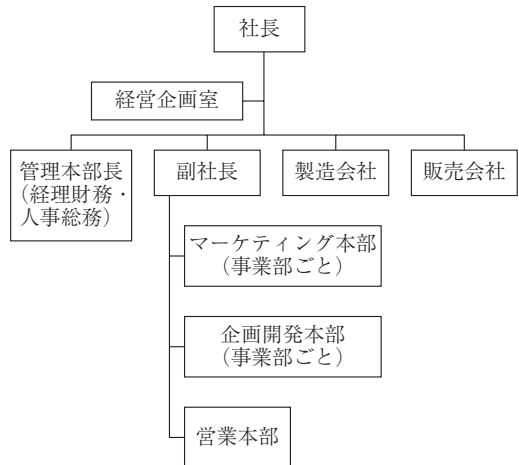 社長
経営企画室
管理本部長
（経理財務・
人事総務）
副社長
製造会社
販売会社
マーケティング本部
（事業部ごと）
企画開発本部
（事業部ごと）
営業本部